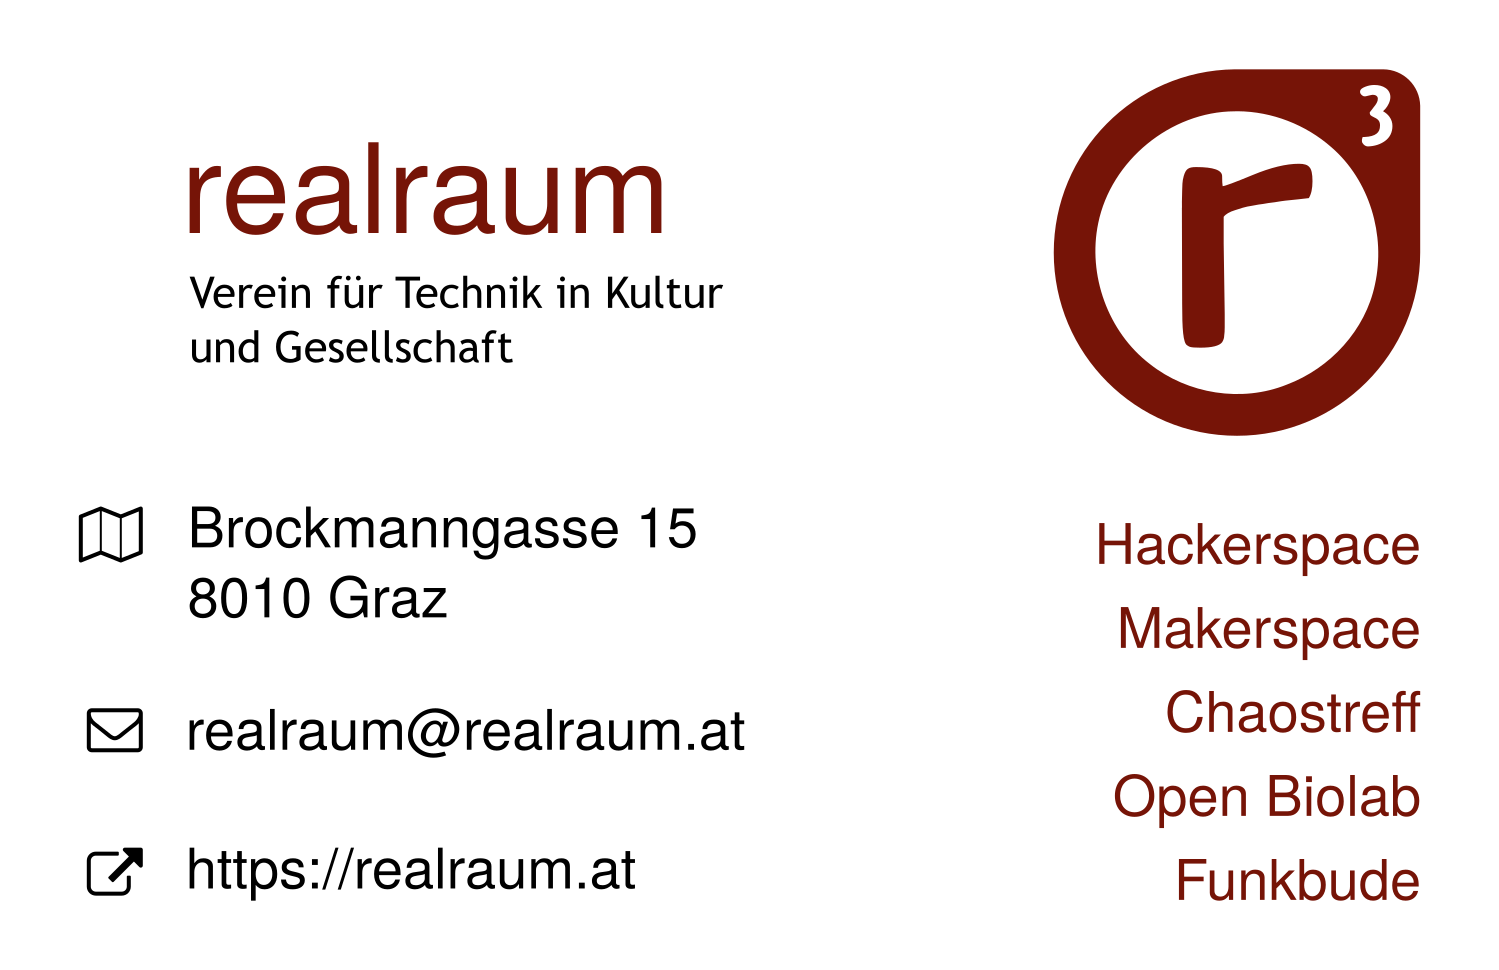 realraum
Verein für Technik in Kultur
und Gesellschaft
r3
Brockmanngasse 15
8010 Graz
realraum@realraum.at
https://realraum.at
Hackerspace
Makerspace
Chaostreff
Open Biolab
Funkbude